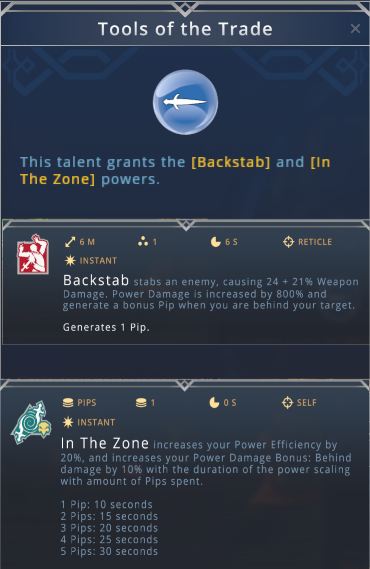 Tools of the Trade
This talent grants the [Backstab] and [In
The Zone] powers.
6 M 1 6 S RETICLE
INSTANT
Backstab stabs an enemy, causing 24 + 21% Weapon
Damage. Power Damage is increased by 800% and
generate a bonus Pip when you are behind your target.
Generates 1 Pip.
PIPS 1 0 S SELF
INSTANT
In The Zone increases your Power Efficiency by
20%, and increases your Power Damage Bonus: Behind
damage by 10% with the duration of the power scaling
with amount of Pips spent.
1 Pip: 10 seconds
2 Pips: 15 seconds
3 Pips: 20 seconds
4 Pips: 25 seconds
5 Pips: 30 seconds